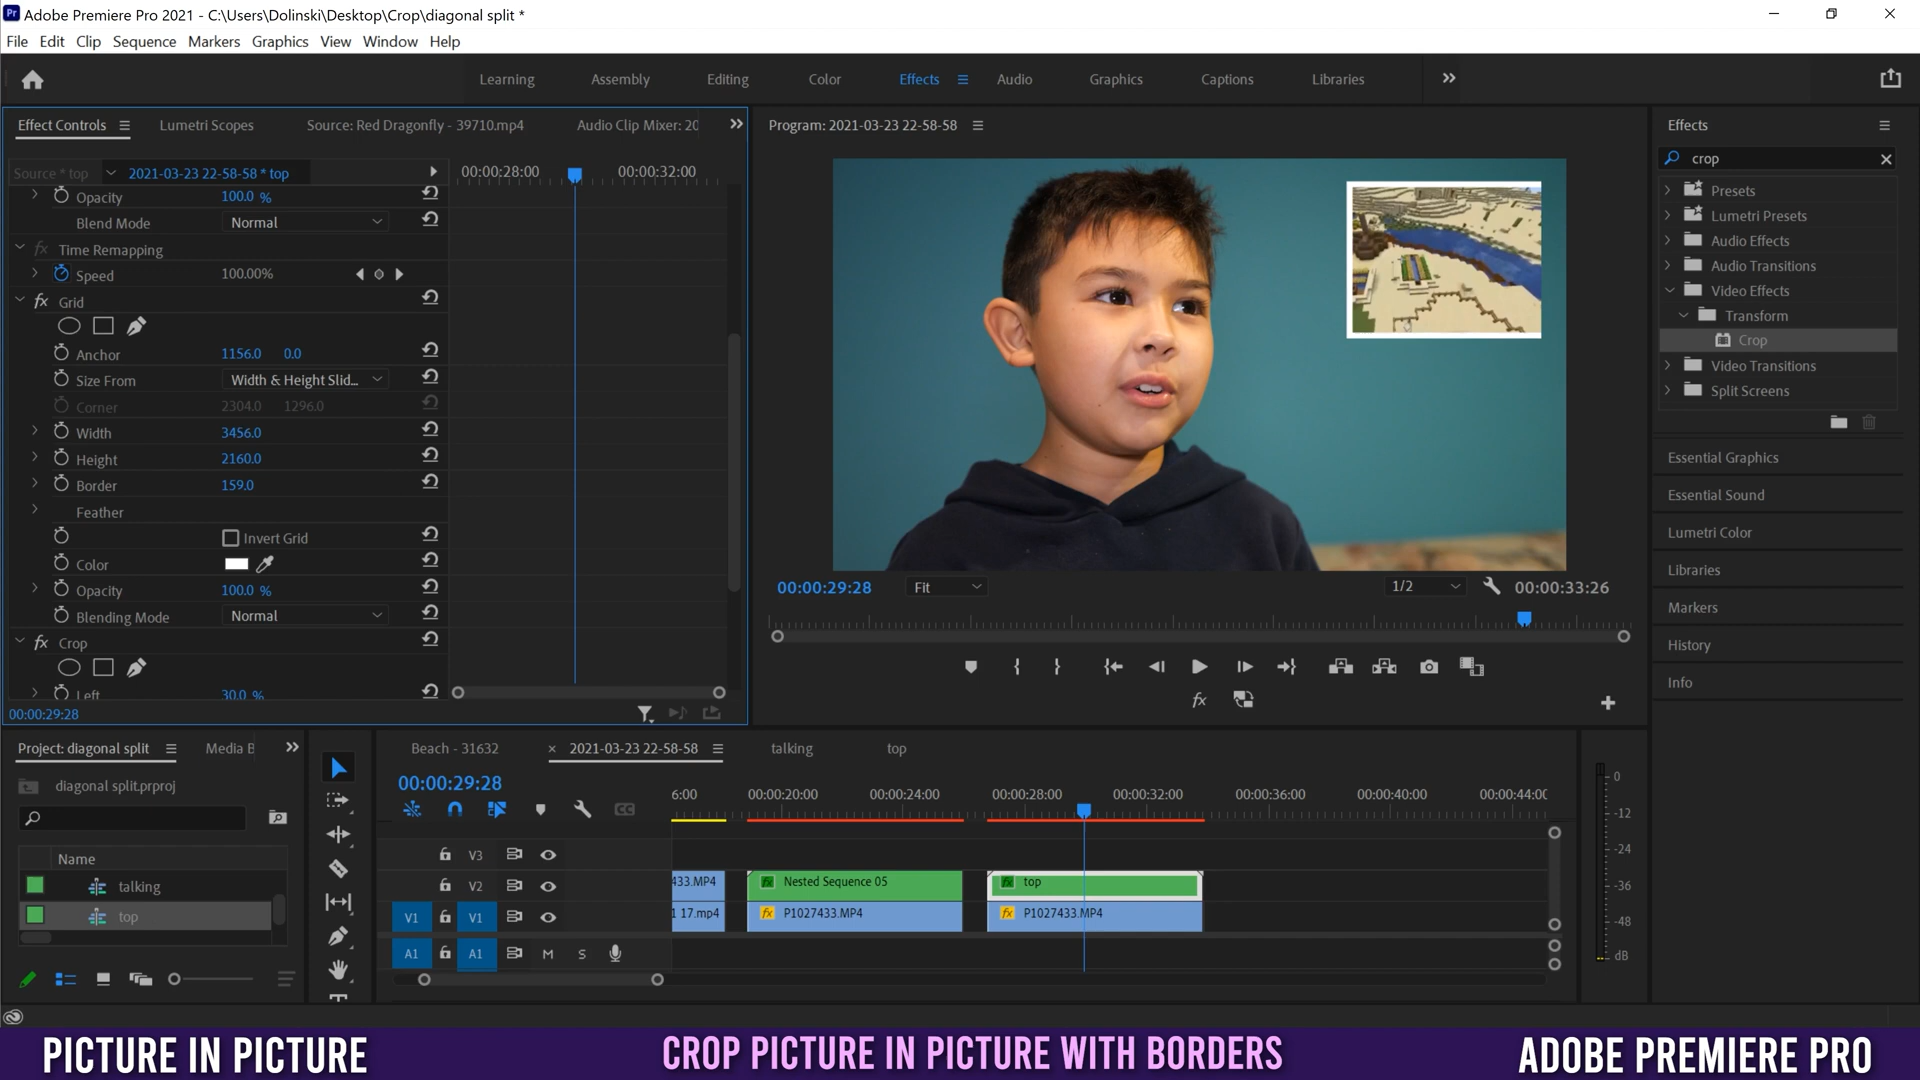 Adobe Premiere Pro 2021 - C:\Users\Dolinski\Desktop\Crop\diagonal split *
File Edit Clip Sequence Markers Graphics View Window Help
Learning Assembly Editing Color Effects Audio Graphics Captions Libraries
Effect Controls Lumetri Scopes Source: Red Dragonfly - 39710.mp4 Audio Clip Mixer: 20
Source * top 2021-03-23 22-58-58 * top
00:00:28:00 00:00:32:00
Opacity 100.0 %
Blend Mode Normal
fx Time Remapping
Speed 100.00%
fx Grid
Anchor 1156.0 0.0
Size From Width & Height Slid...
Corner 2304.0 1296.0
Width 3456.0
Height 2160.0
Border 159.0
Feather
Invert Grid
Color
Opacity 100.0 %
Blending Mode Normal
fx Crop
Left 30.0 %
00:00:29:28
Program: 2021-03-23 22-58-58
00:00:29:28 Fit 1/2 00:00:33:26
fx
Effects
crop
Presets
Lumetri Presets
Audio Effects
Audio Transitions
Video Effects
Transform
Crop
Video Transitions
Split Screens
Essential Graphics
Essential Sound
Lumetri Color
Libraries
Markers
History
Info
Project: diagonal split Media B
diagonal split.prproj
Name
talking
top
Beach - 31632 × 2021-03-23 22-58-58 talking top
00:00:29:28
6:00 00:00:20:00 00:00:24:00 00:00:28:00 00:00:32:00 00:00:36:00 00:00:40:00 00:00:44:00
CC
V3
V2 433.MP4 fx Nested Sequence 05 fx top
V1 V1 1 17.mp4 fx P1027433.MP4 fx P1027433.MP4
A1 A1 M S
0
-12
-24
-36
-48
dB
PICTURE IN PICTURE
CROP PICTURE IN PICTURE WITH BORDERS
ADOBE PREMIERE PRO